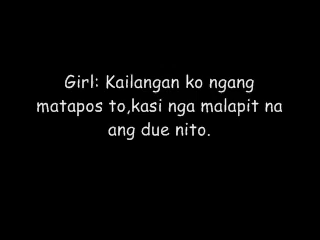 Girl: Kailangan ko ngang
matapos to,kasi nga malapit na
ang due nito.